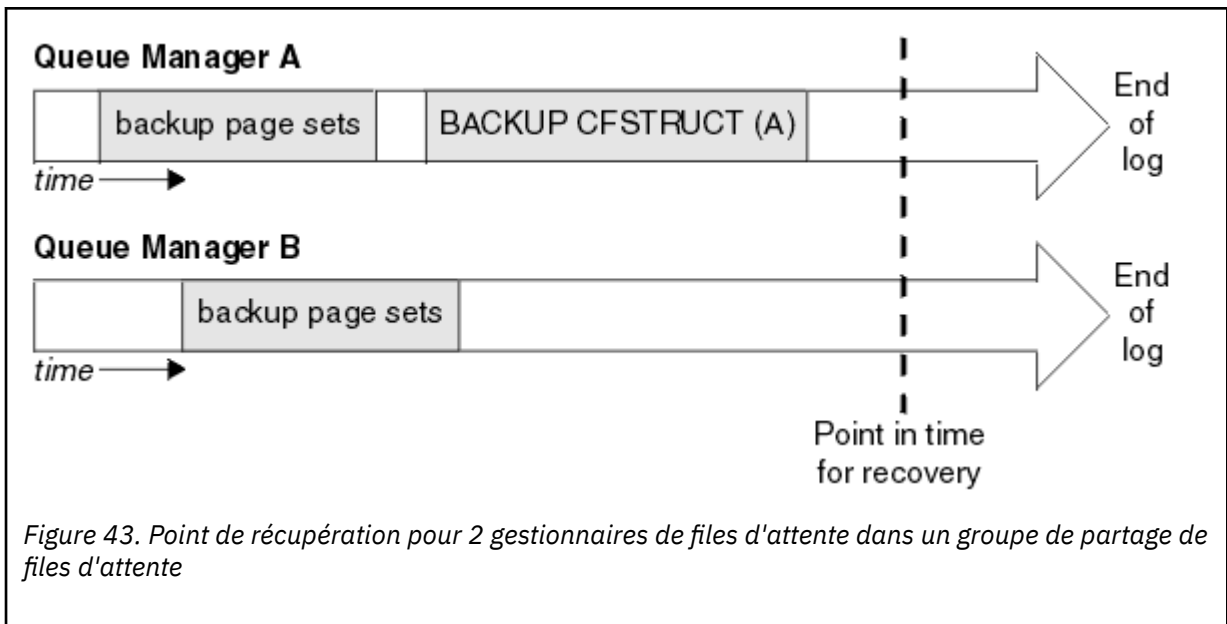 Queue Manager A
backup page sets
BACKUP CFSTRUCT (A)
End
of
log
time
Queue Manager B
backup page sets
End
of
log
time
Point in time
for recovery
Figure 43. Point de récupération pour 2 gestionnaires de files d'attente dans un groupe de partage de
files d'attente